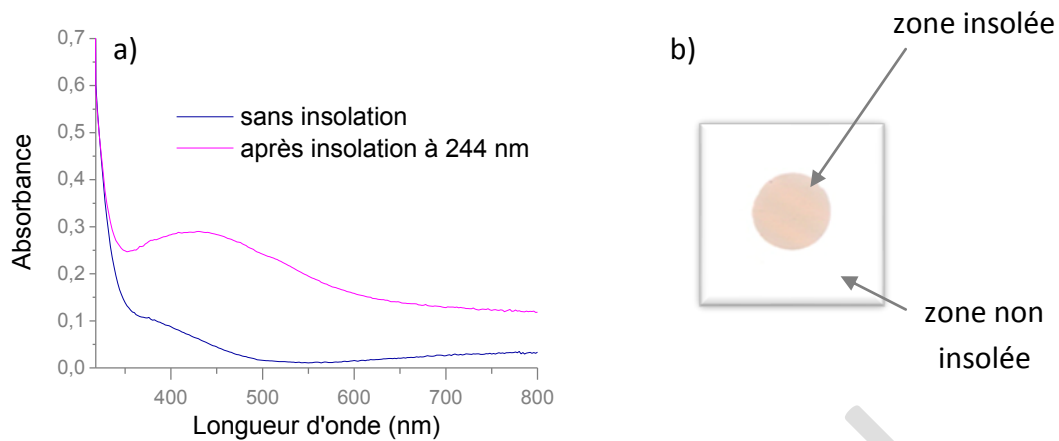 a)
0,7
0,6
0,5
0,4
0,3
0,2
0,1
0,0
Absorbance
sans insolation
après insolation à 244 nm
400
500
600
700
800
Longueur d'onde (nm)
b)
zone insolée
zone non
insolée